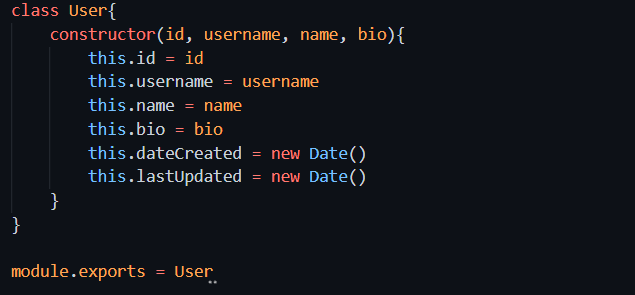 class User{
    constructor(id, username, name, bio){
        this.id = id
        this.username = username
        this.name = name
        this.bio = bio
        this.dateCreated = new Date()
        this.lastUpdated = new Date()
    }
}

module.exports = User